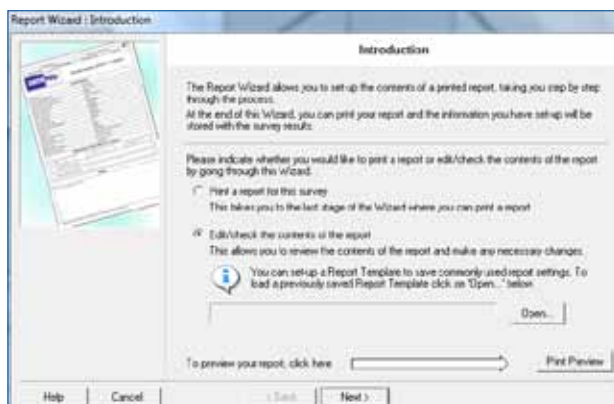 Report Wizard : Introduction
Introduction
The Report Wizard allows you to set-up the contents of a printed report, taking you step by step
through the process.
At the end of this Wizard, you can print your report and the information you have set-up will be
stored with the survey results.
Please indicate whether you would like to print a report or edit/check the contents of the report
by going through this Wizard.
Print a report for this survey
This takes you to the last stage of the Wizard where you can print a report
Edit/check the contents of the report
This allows you to review the contents of the report and make any necessary changes.
You can set-up a Report Template to save commonly used report settings. To
load a previously saved Report Template click on 'Open...' below
Open...
To preview your report, click here
Print Preview
Help
Cancel
< Back
Next >